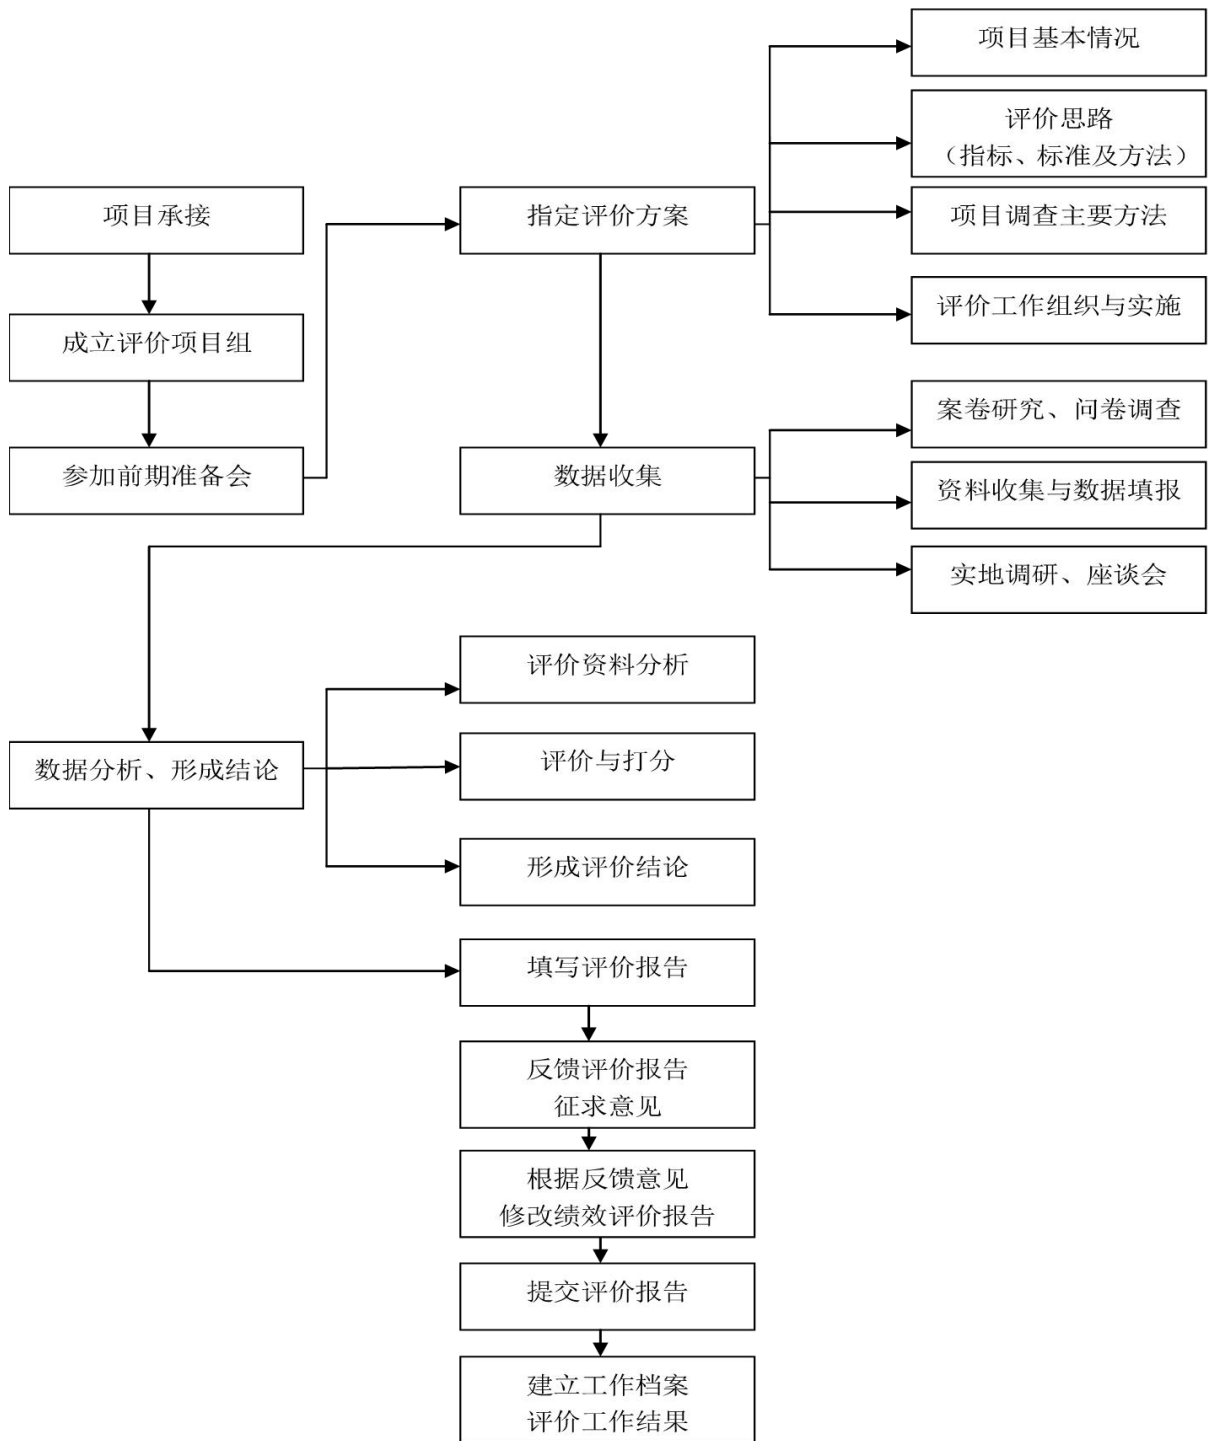 项目承接
成立评价项目组
参加前期准备会
指定评价方案
项目基本情况
评价思路
（指标、标准及方法）
项目调查主要方法
评价工作组织与实施
数据收集
案卷研究、问卷调查
资料收集与数据填报
实地调研、座谈会
数据分析、形成结论
评价资料分析
评价与打分
形成评价结论
填写评价报告
反馈评价报告
征求意见
根据反馈意见
修改绩效评价报告
提交评价报告
建立工作档案
评价工作结果